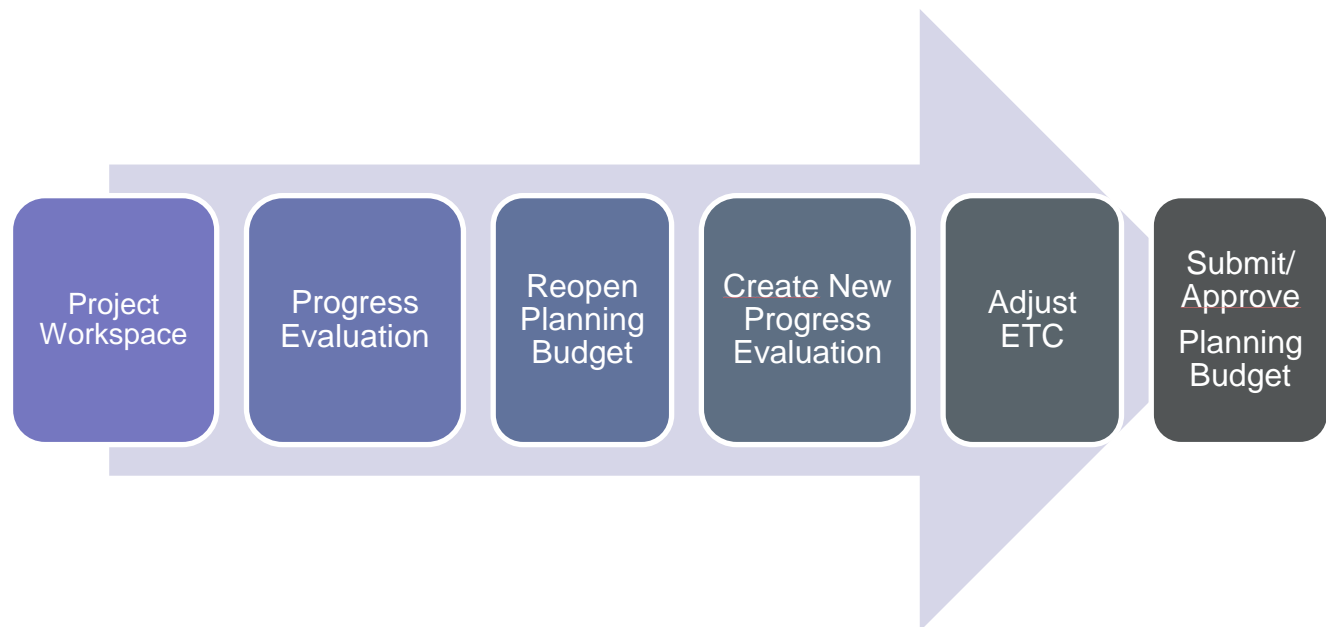 Project
Workspace
Progress
Evaluation
Reopen
Planning
Budget
Create New
Progress
Evaluation
Adjust
ETC
Submit/
Approve
Planning
Budget